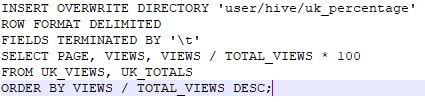 INSERT OVERWRITE DIRECTORY 'user/hive/uk_percentage'
ROW FORMAT DELIMITED
FIELDS TERMINATED BY '\t'
SELECT PAGE, VIEWS, VIEWS / TOTAL_VIEWS * 100
FROM UK_VIEWS, UK_TOTALS
ORDER BY VIEWS / TOTAL_VIEWS DESC;